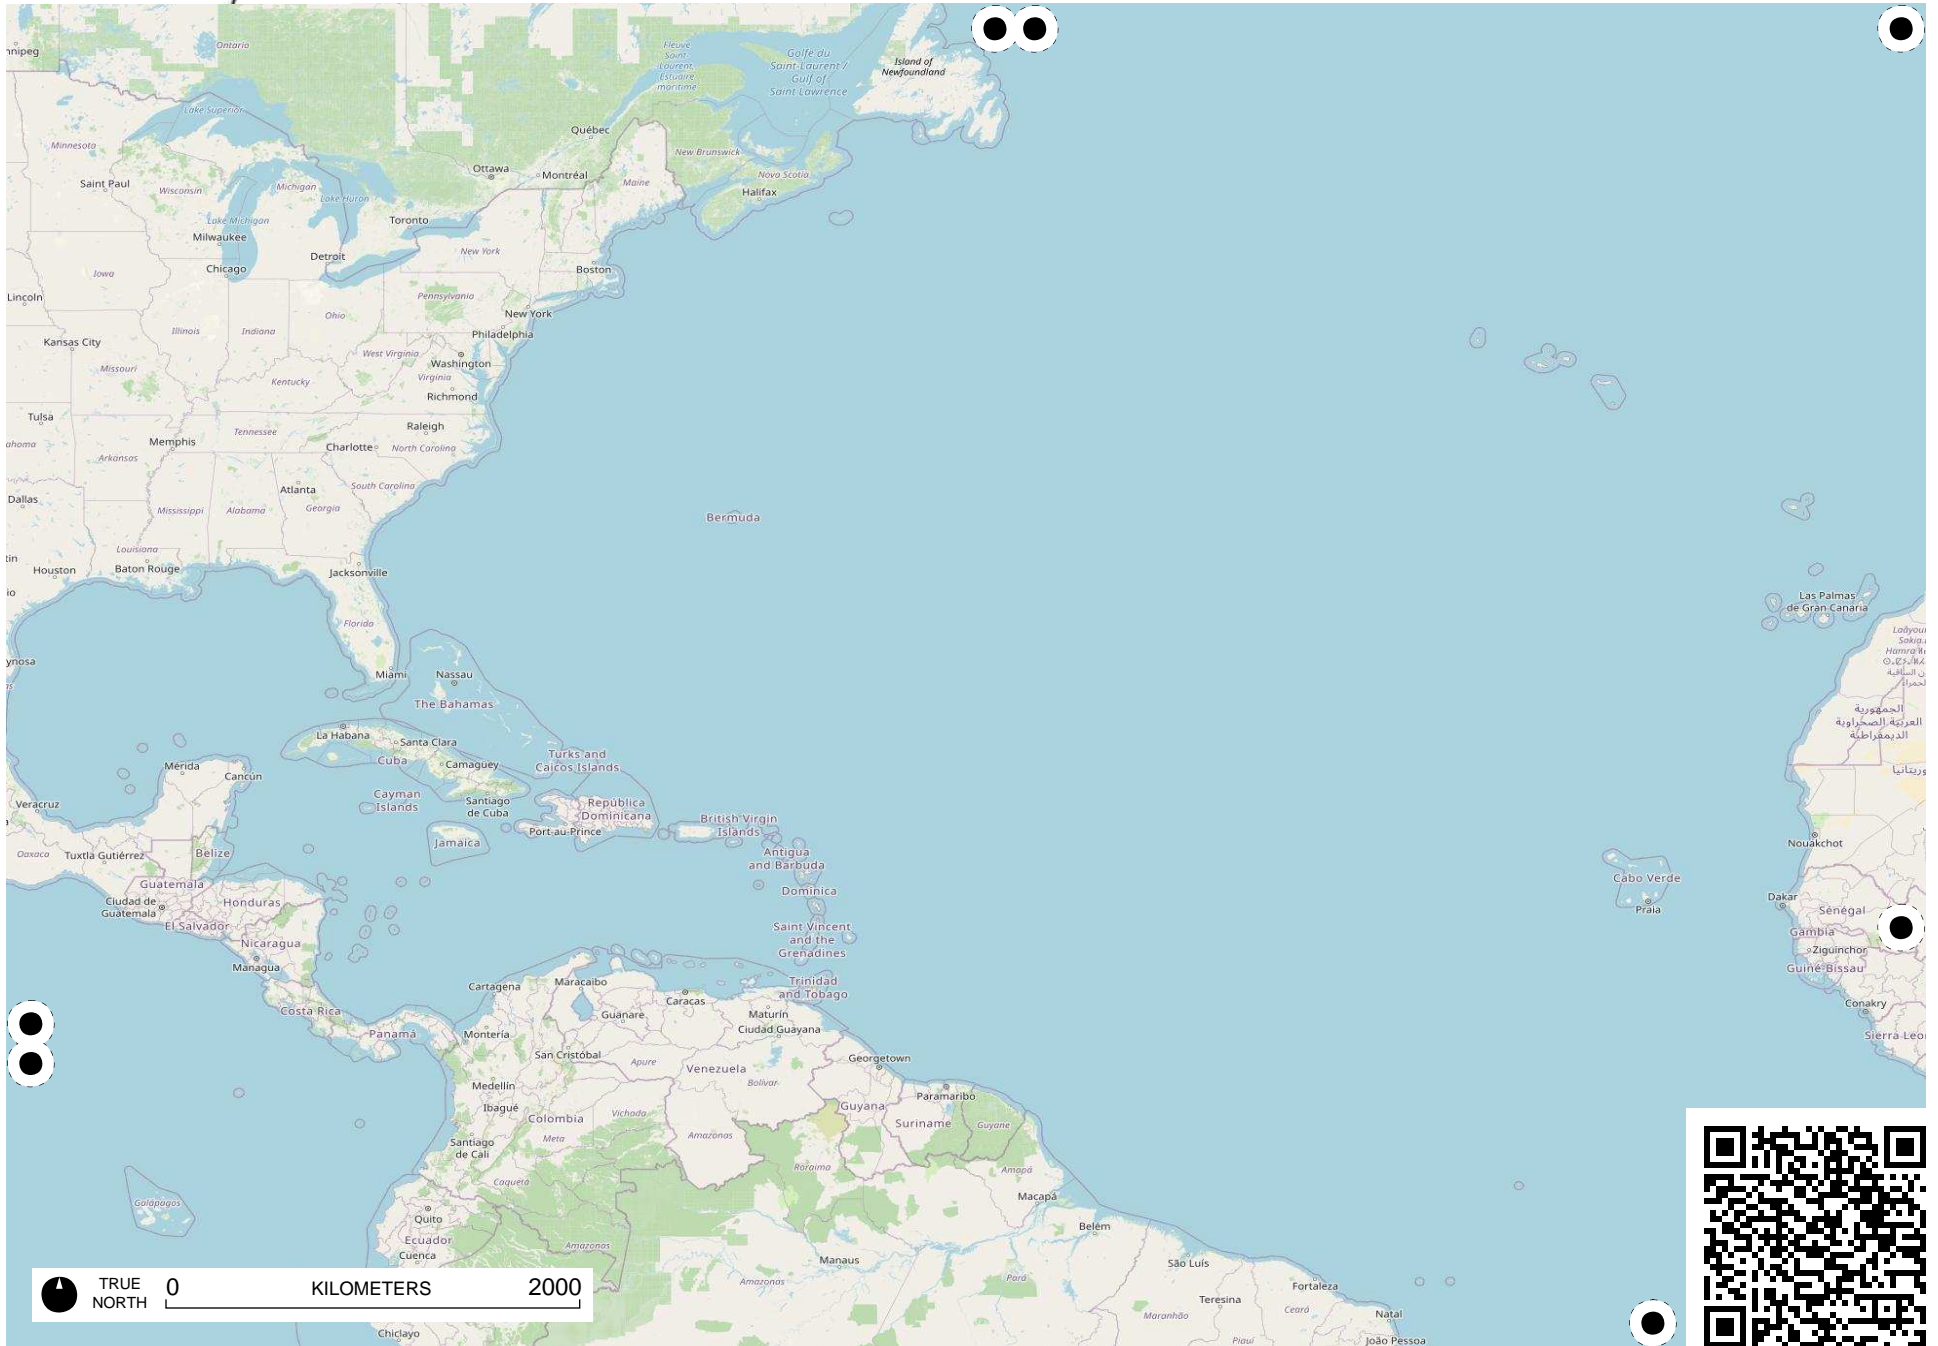 Ontario
Fleuve
Saint-
Laurent,
Estuaire
maritime
Golfe du
Saint-Laurent /
Gulf of
Saint Lawrence
Island of
Newfoundland
nnipeg
Lake Superior
Québec
Minnesota
Ottawa
Montréal
New Brunswick
Maine
Nova Scotia
Halifax
Saint Paul
Wisconsin
Michigan
Lake Huron
Lake Michigan
Toronto
Milwaukee
Chicago
Detroit
New York
Iowa
Boston
Lincoln
Pennsylvania
New York
Ohio
Illinois
Indiana
Philadelphia
Kansas City
West Virginia
Washington
Missouri
Kentucky
Virginia
Richmond
Tulsa
Raleigh
Tennessee
ahoma
Memphis
Charlotte
North Carolina
Arkansas
Atlanta
South Carolina
Dallas
Mississippi
Alabama
Georgia
Bermuda
Louisiana
tin
Houston
Baton Rouge
Jacksonville
io
Las Palmas
de Gran Canaria
Florida
ynosa
Miami
Nassau
The Bahamas
الجمهورية
العربية الصحراوية
الديمقراطية
La Habana
Santa Clara
Cuba
Camagüey
Turks and
Caicos Islands
Mérida
Cancún
Cayman
Islands
Santiago
de Cuba
República
Dominicana
Veracruz
British Virgin
Islands
Port-au-Prince
Jamaica
Nouakchot
Oaxaca
Tuxtla Gutiérrez
Belize
Antigua
and Barbuda
Guatemala
Dominica
Cabo Verde
Praia
Dakar
Ciudad de
Guatemala
Honduras
Sénégal
El Salvador
Saint Vincent
and the
Grenadines
Gambia
Nicaragua
Ziguinchor
Managua
Guiné-Bissau
Cartagena
Maracaibo
Trinidad
and Tobago
Caracas
Conakry
Costa Rica
Guanare
Maturín
Ciudad Guayana
Panamá
Montería
Sierra Leo
San Cristóbal
Apure
Venezuela
Georgetown
Medellín
Bolívar
Ibagué
Colombia
Vichada
Paramaribo
Guyana
Suriname
Guyane
Meta
Amazonas
Santiago
de Cali
Roraima
Amapá
Caquetá
Galápagos
Macapá
Quito
Belém
Ecuador
Cuenca
Amazonas
Manaus
São Luís
Amazonas
Pará
Fortaleza
TRUE
NORTH
0 KILOMETERS 2000
Teresina
Ceará
Maranhão
Natal
Chiclayo
Piauí
João Pessoa